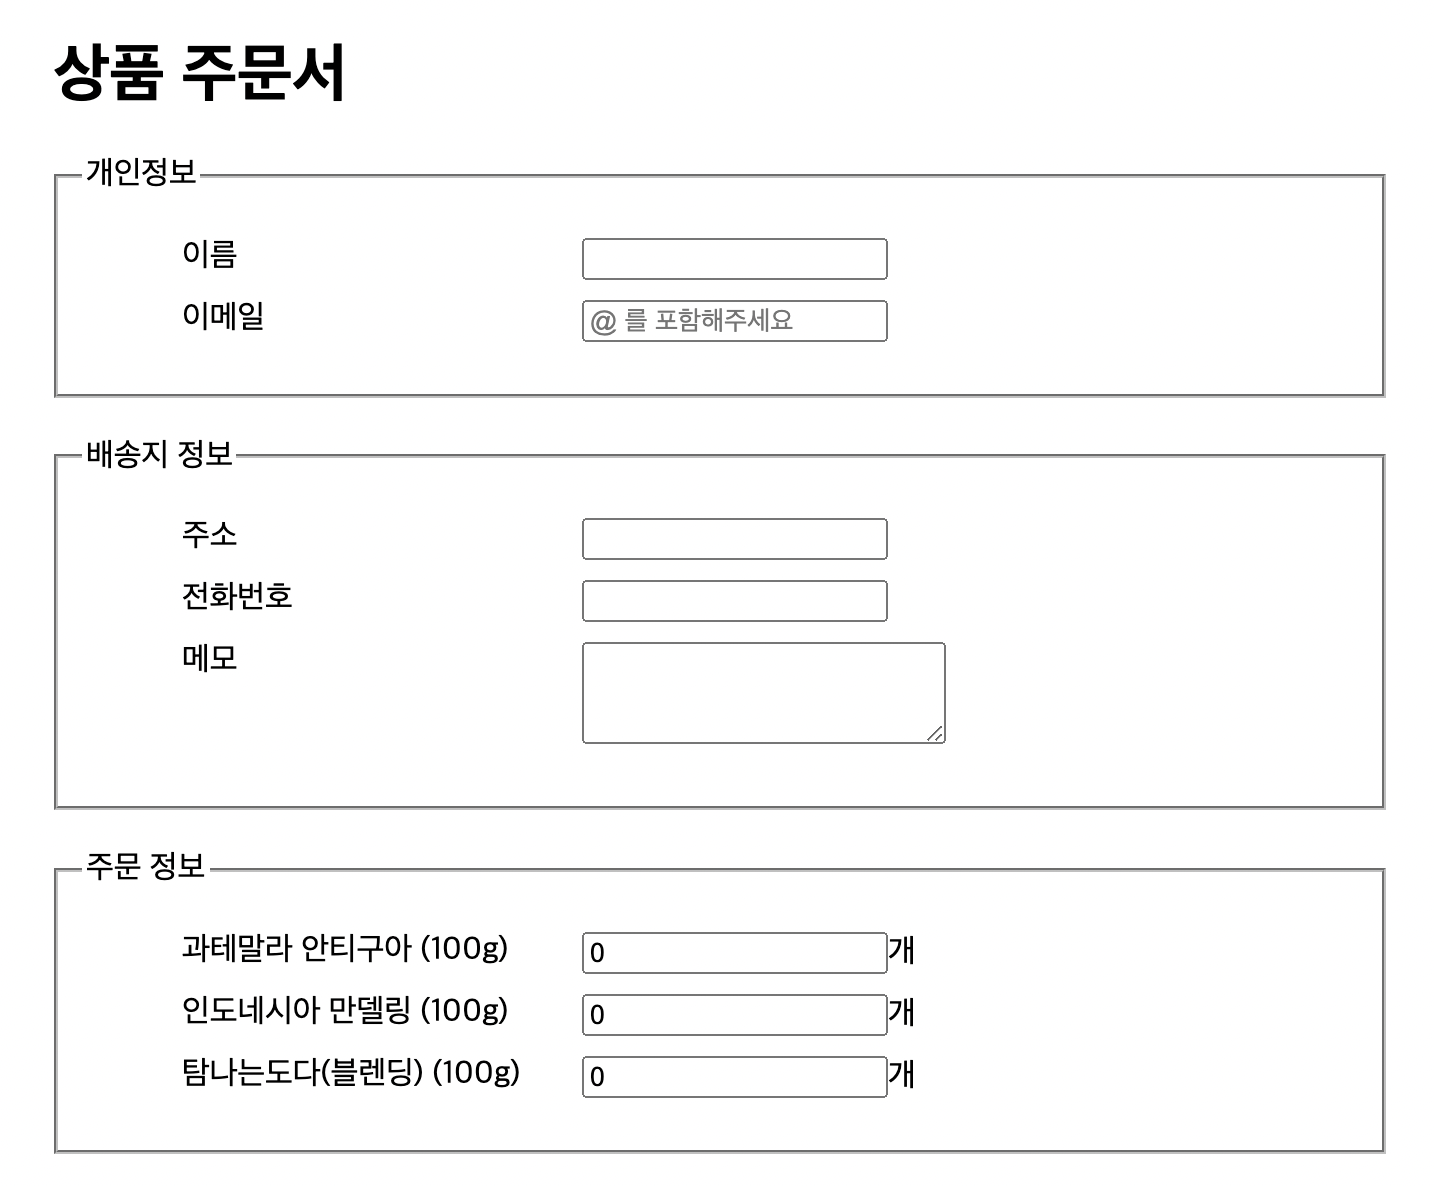 상품 주문서
개인정보
이름
이메일 @ 를 포함해주세요
배송지 정보
주소
전화번호
메모
주문 정보
과테말라 안티구아 (100g) 0 개
인도네시아 만델링 (100g) 0 개
탐나는도다(블렌딩) (100g) 0 개